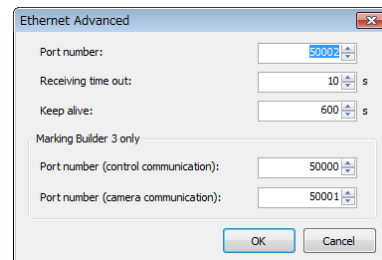 Ethernet Advanced
Port number: 50002
Receiving time out: 10 s
Keep alive: 600 s
Marking Builder 3 only
Port number (control communication): 50000
Port number (camera communication): 50001
OK Cancel